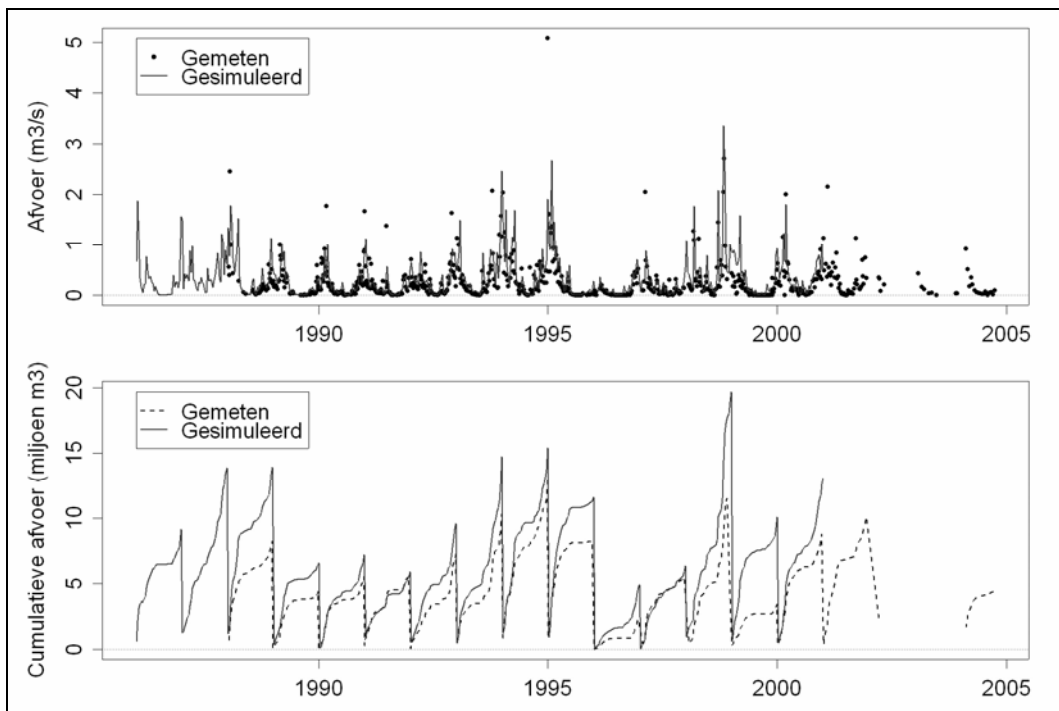 Afvoer (m3/s)
5
4
3
2
1
0
Gemeten
Gesimuleerd
1990 1995 2000 2005
Cumulatieve afvoer (miljoen m3)
20
15
10
5
0
Gemeten
Gesimuleerd
1990 1995 2000 2005